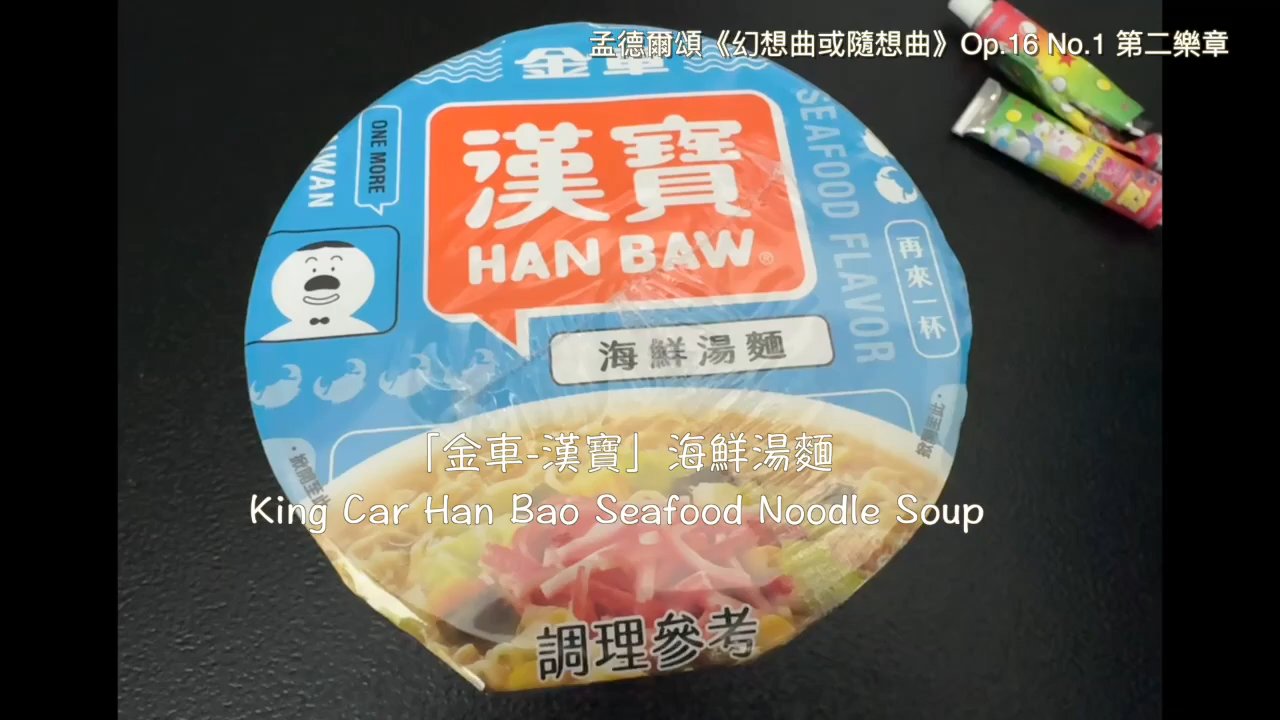 孟德爾頌《幻想曲或隨想曲》Op.16 No.1 第二樂章
金車
ONE MORE
漢寶
HAN BAW®
SEAFOOD FLAVOR
再來一杯
海鮮湯麵
「金車-漢寶」海鮮湯麵
King Car Han Bao Seafood Noodle Soup
調理參考